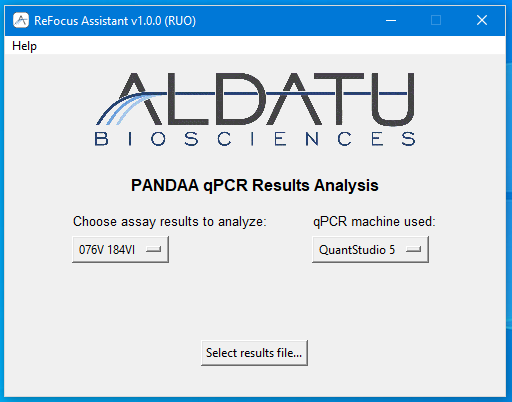 ReFocus Assistant v1.0.0 (RUO)
Help
ALDATU
BIOSCIENCES
PANDAA qPCR Results Analysis
Choose assay results to analyze: qPCR machine used:
076V 184VI QuantStudio 5
Select results file...